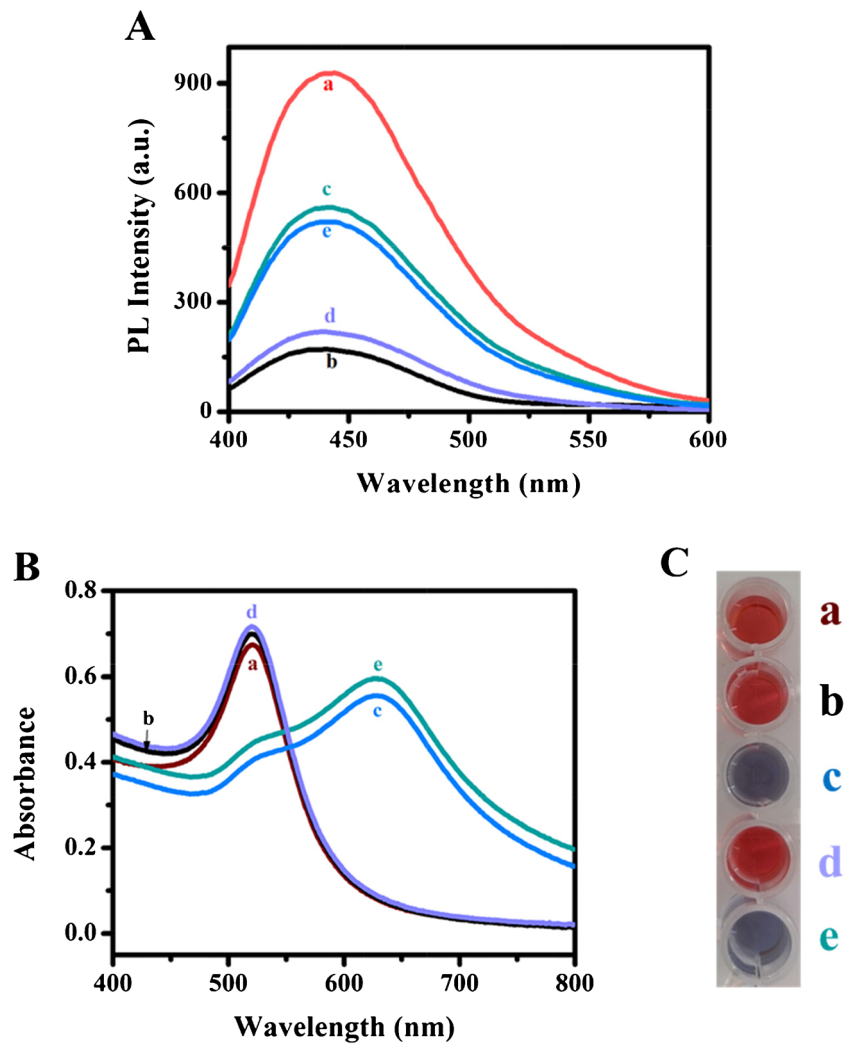 A
900
600
300
0
PL Intensity (a.u.)
a
c
e
d
b
400 450 500 550 600
Wavelength (nm)
B
0.8
0.6
0.4
0.2
0.0
Absorbance
d
a
b
e
c
400 500 600 700 800
Wavelength (nm)
C
a
b
c
d
e